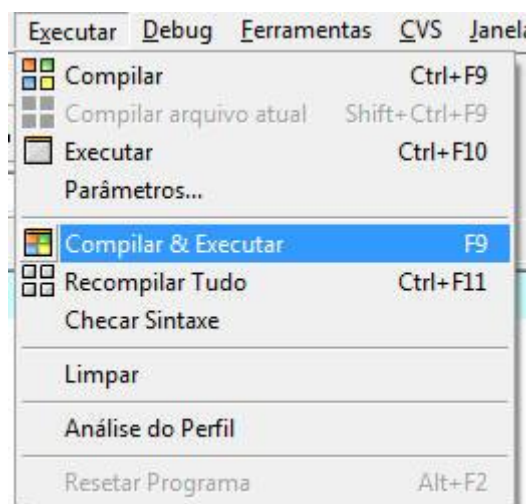 Executar Debug Ferramentas CVS Janela
Compilar Ctrl+F9
Compilar arquivo atual Shift+Ctrl+F9
Executar Ctrl+F10
Parâmetros...
Compilar & Executar F9
Recompilar Tudo Ctrl+F11
Checar Sintaxe
Limpar
Análise do Perfil
Resetar Programa Alt+F2